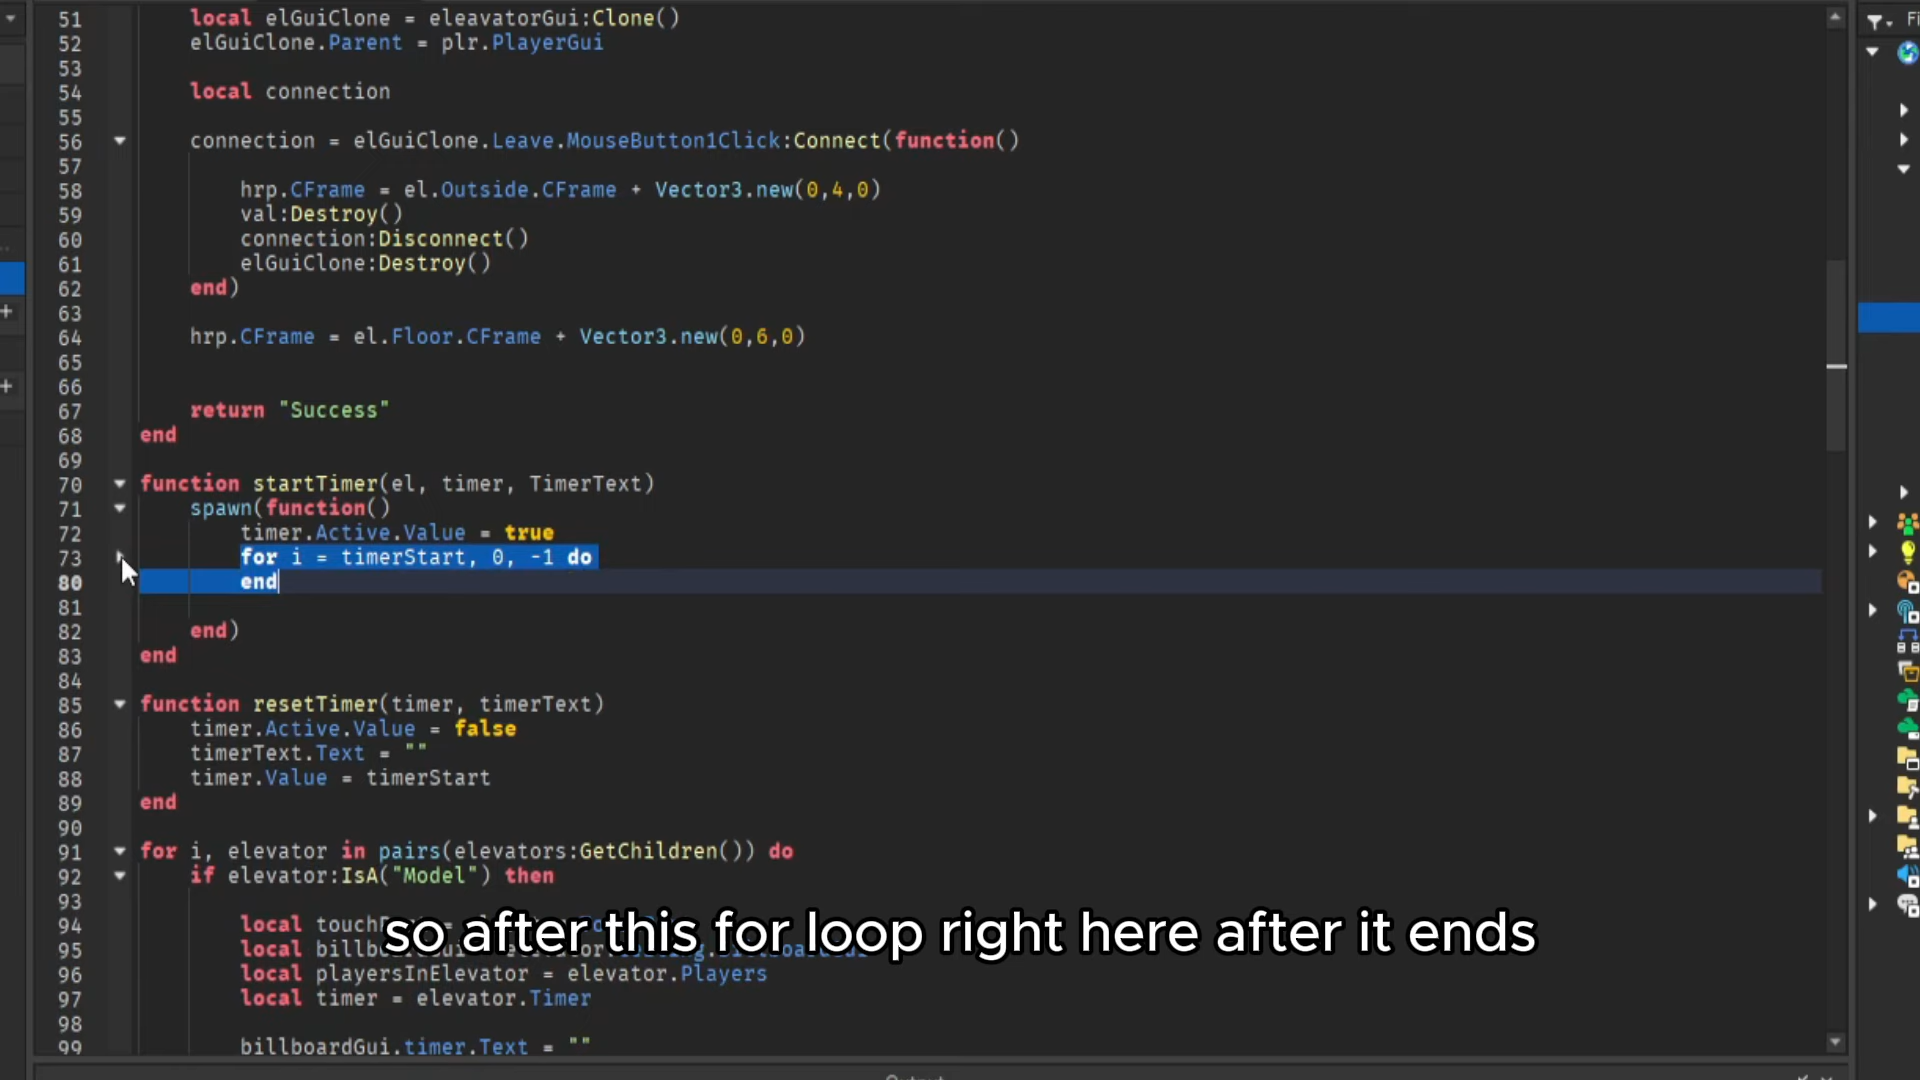 51 local elGuiClone = eleavatorGui:Clone()
52 elGuiClone.Parent = plr.PlayerGui
53
54 local connection
55
56 connection = elGuiClone.Leave.MouseButton1Click:Connect(function()
57
58 hrp.CFrame = el.Outside.CFrame + Vector3.new(0,4,0)
59 val:Destroy()
60 connection:Disconnect()
61 elGuiClone:Destroy()
62 end)
63
64 hrp.CFrame = el.Floor.CFrame + Vector3.new(0,6,0)
65
66
67 return "Success"
68 end
69
70 function startTimer(el, timer, TimerText)
71 spawn(function()
72 timer.Active.Value = true
73 for i = timerStart, 0, -1 do
80 end
81
82 end)
83 end
84
85 function resetTimer(timer, timerText)
86 timer.Active.Value = false
87 timerText.Text = ""
88 timer.Value = timerStart
89 end
90
91 for i, elevator in pairs(elevators:GetChildren()) do
92 if elevator:IsA("Model") then
93
94 local
95 local
96 local playersInElevator = elevator.Players
97 local timer = elevator.Timer
98
99 billboardGui.timer.Text = ""
so after this for loop right here after it ends